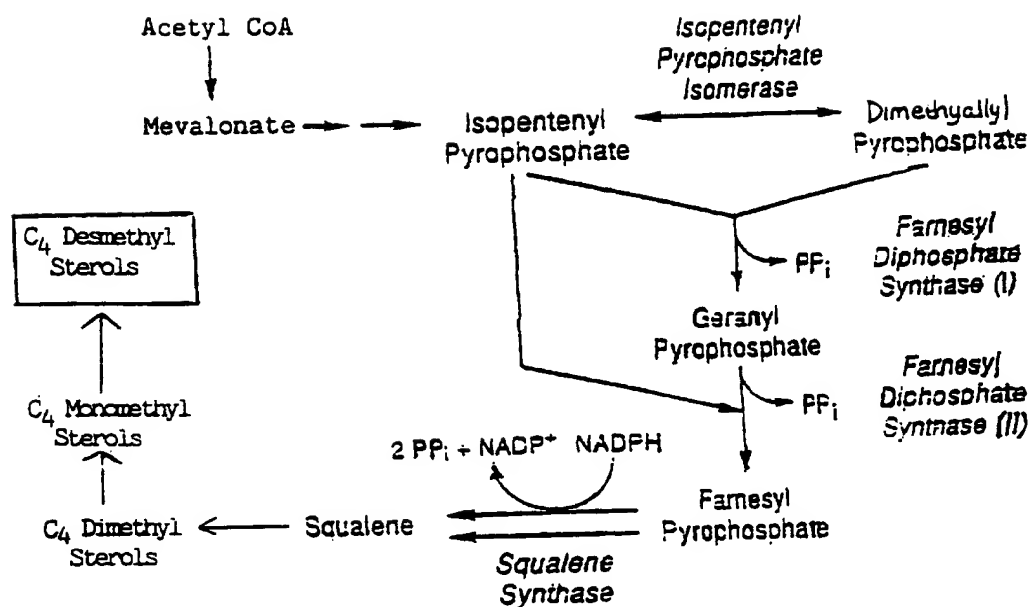 Acetyl CoA
Mevalonate
Isopentenyl
Pyrophosphate
Isopentenyl
Pyrophosphate
Isomerase
Dimethyallyl
Pyrophosphate
PPi
Farnesyl
Diphosphate
Synthase (I)
Geranyl
Pyrophosphate
PPi
Farnesyl
Diphosphate
Synthase (II)
Farnesyl
Pyrophosphate
2 PPi + NADP+ NADPH
Squalene
Synthase
Squalene
C4 Dimethyl
Sterols
C4 Monomethyl
Sterols
C4 Desmethyl
Sterols